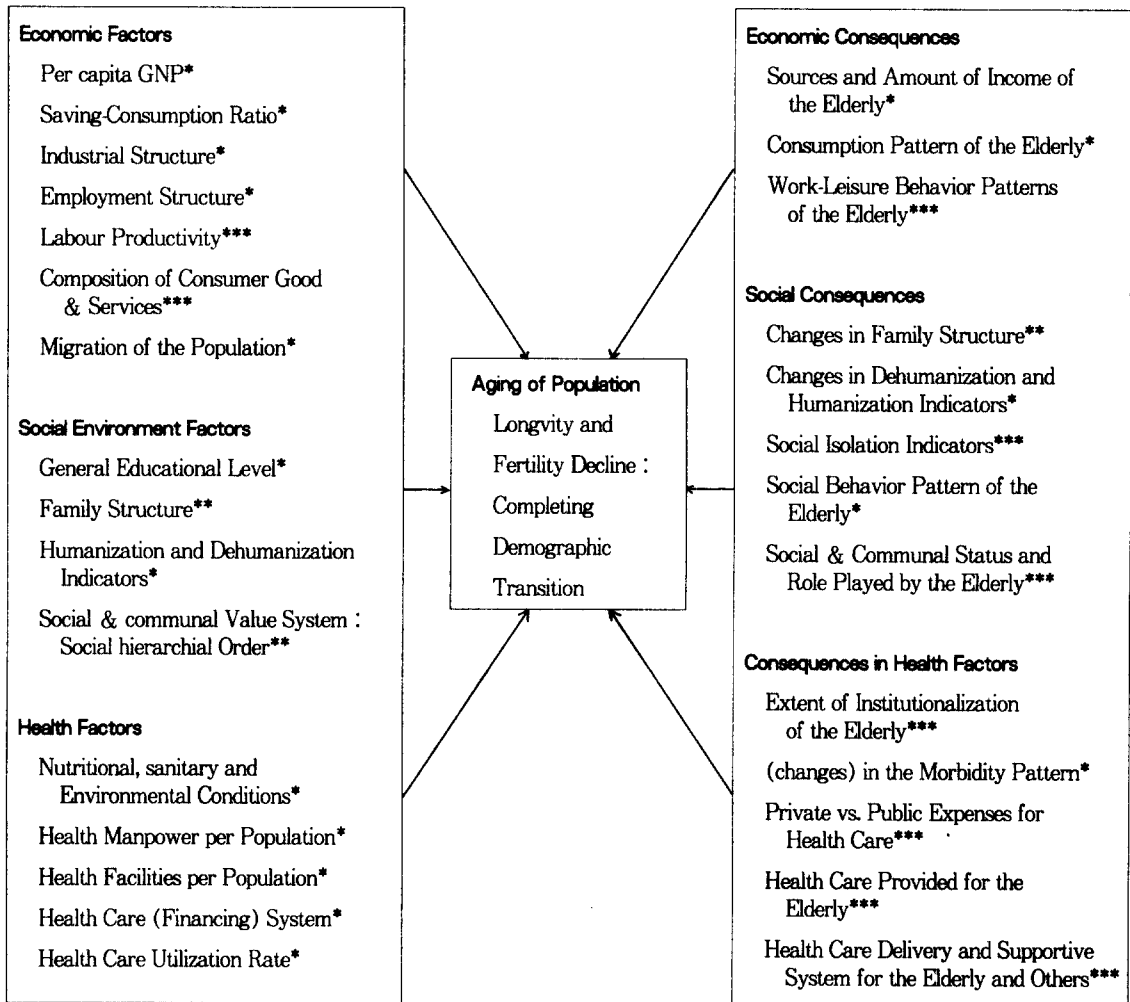 Economic Factors
Per capita GNP*
Saving-Consumption Ratio*
Industrial Structure*
Employment Structure*
Labour Productivity***
Composition of Consumer Good
& Services***
Migration of the Population*
Social Environment Factors
General Educational Level*
Family Structure**
Humanization and Dehumanization
Indicators*
Social & communal Value System :
Social hierarchial Order**
Health Factors
Nutritional, sanitary and
Environmental Conditions*
Health Manpower per Population*
Health Facilities per Population*
Health Care (Financing) System*
Health Care Utilization Rate*
Aging of Population
Longvity and
Fertility Decline :
Completing
Demographic
Transition
Economic Consequences
Sources and Amount of Income of
the Elderly*
Consumption Pattern of the Elderly*
Work-Leisure Behavior Patterns
of the Elderly***
Social Consequences
Changes in Family Structure**
Changes in Dehumanization and
Humanization Indicators*
Social Isolation Indicators***
Social Behavior Pattern of the
Elderly*
Social & Communal Status and
Role Played by the Elderly***
Consequences in Health Factors
Extent of Institutionalization
of the Elderly***
(changes) in the Morbidity Pattern*
Private vs. Public Expenses for
Health Care***
Health Care Provided for the
Elderly***
Health Care Delivery and Supportive
System for the Elderly and Others***